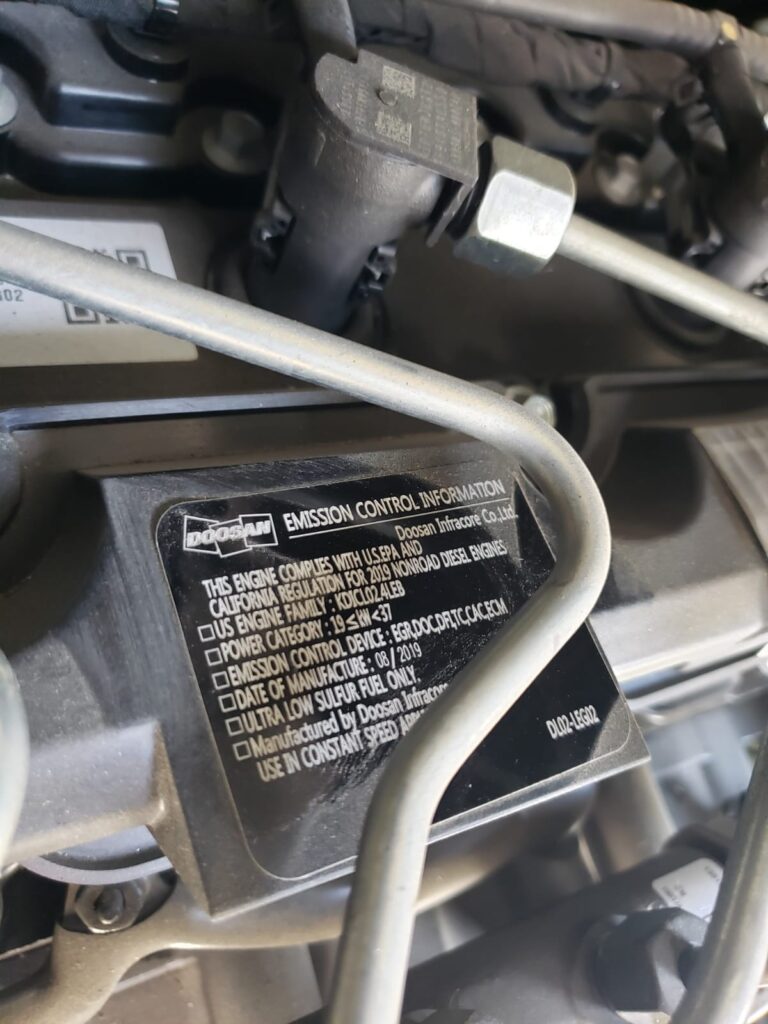 02
DOOSAN
EMISSION CONTROL INFORMATION
Doosan Infracore Co.,Ltd.
THIS ENGINE COMPLIES WITH U.S.EPA AND
CALIFORNIA REGULATION FOR 2019 NONROAD DIESEL ENGINES
□US ENGINE FAMILY : KDICL02.4LEB
□POWER CATEGORY : 19≤kW<37
□EMISSION CONTROL DEVICE : EGR,DOC,DFI,TC,CAC,ECM
□DATE OF MANUFACTURE : 08/2019
□ULTRA LOW SULFUR FUEL ONLY.
□Manufactured by Doosan Infracore
USE IN CONSTANT SPEED
DL02-LEG02